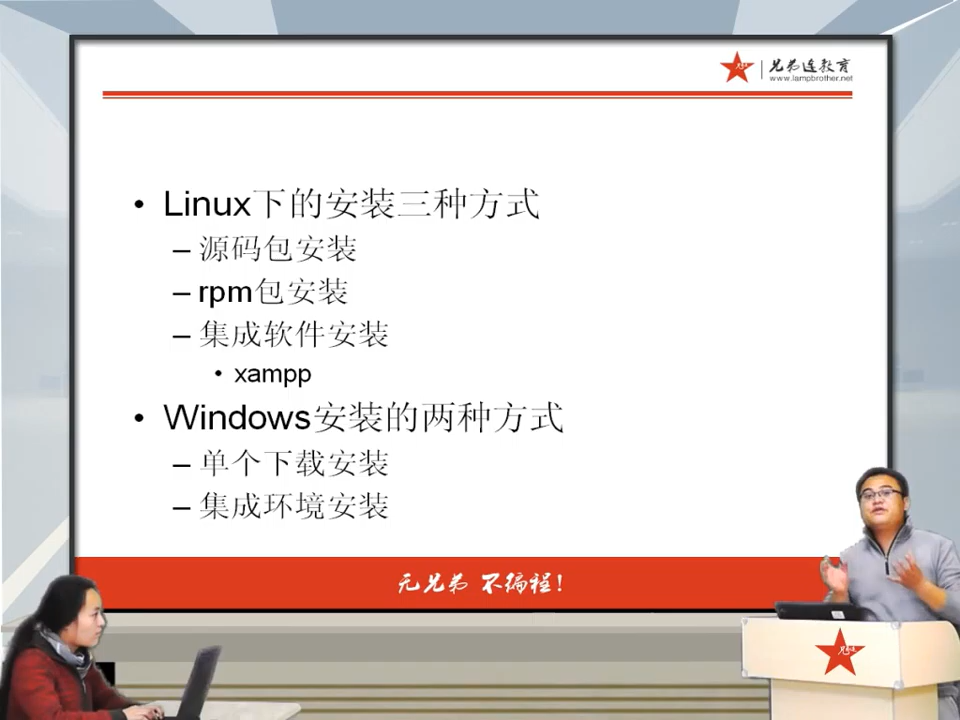 兄弟连教育
www.lampbrother.net
• Linux下的安装三种方式
– 源码包安装
– rpm包安装
– 集成软件安装
• xampp
• Windows安装的两种方式
– 单个下载安装
– 集成环境安装
无兄弟 不编程!